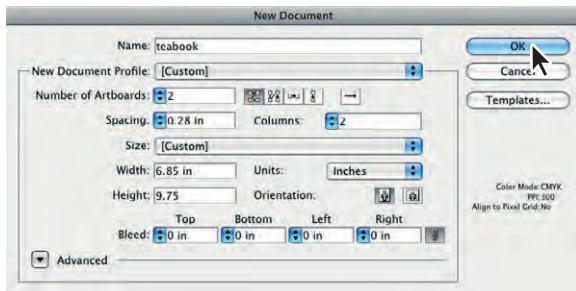 New Document
Name: teabook
OK
New Document Profile: [Custom]
Cancel
Number of Artboards: 2
Templates...
Spacing: 0.28 in Columns: 2
Size: [Custom]
Width: 6.85 in Units: Inches
Height: 9.75 Orientation:
Color Mode:CMYK
PPI:300
Align to Pixel Grid:No
Top Bottom Left Right
Bleed: 0 in 0 in 0 in 0 in
Advanced